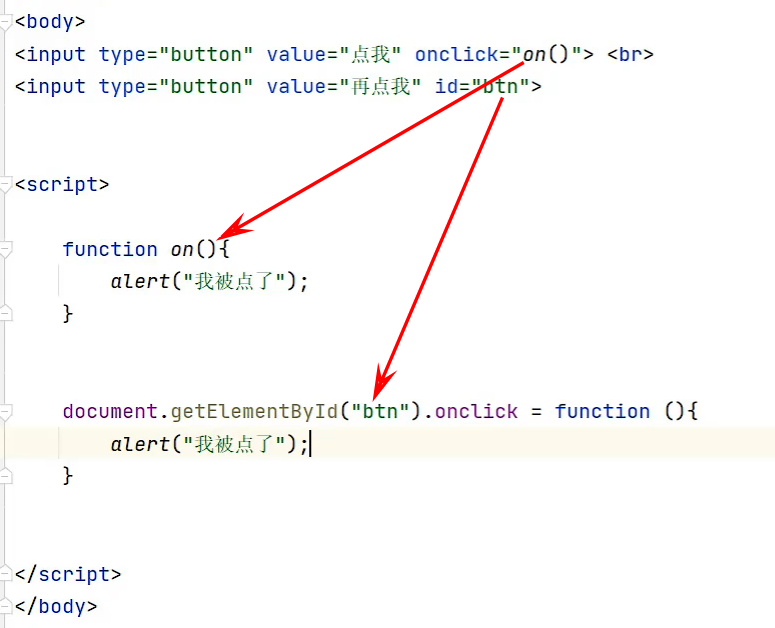 <body>
<input type="button" value="点我" onclick="on()"> <br>
<input type="button" value="再点我" id="btn">
<script>
function on(){
alert("我被点了");
}
document.getElementById("btn").onclick = function (){
alert("我被点了");
}
</script>
</body>